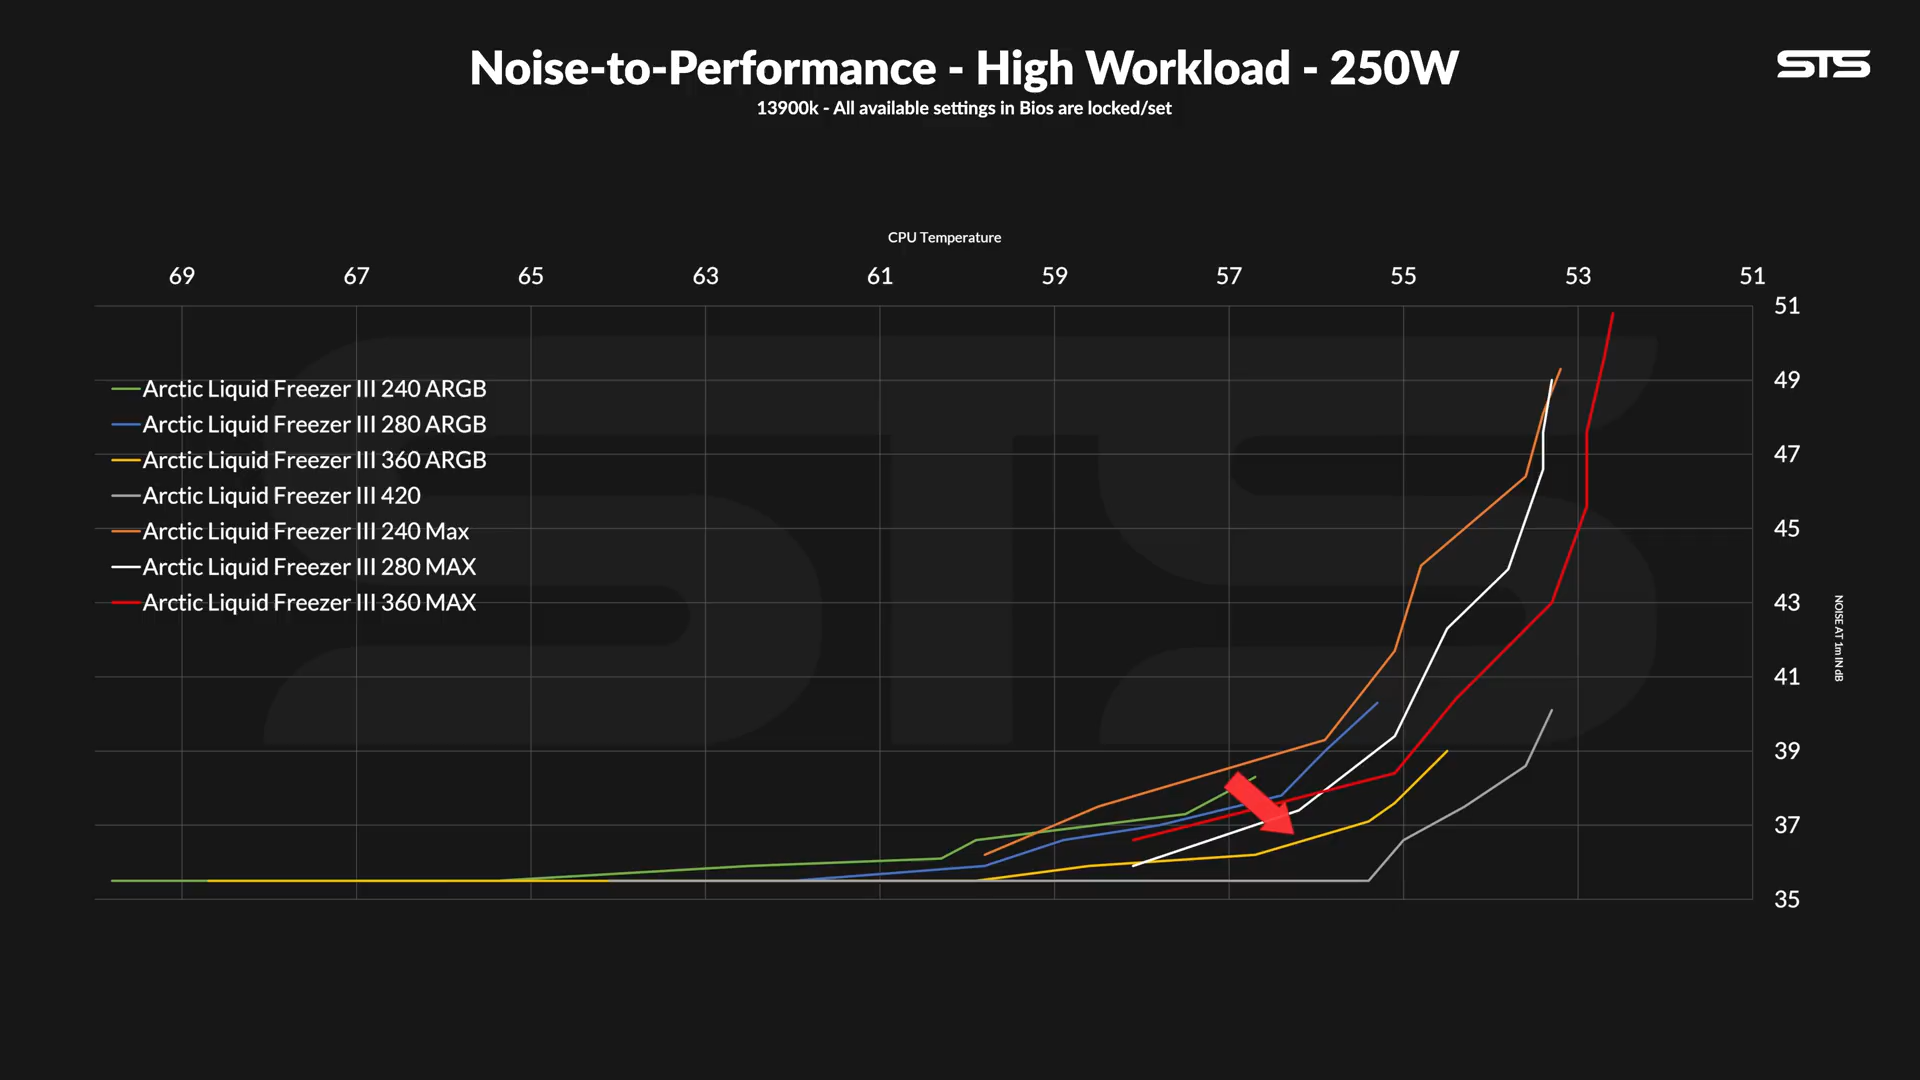 Noise-to-Performance - High Workload - 250W
STS
13900k - All available settings in Bios are locked/set
CPU Temperature
69 67 65 63 61 59 57 55 53 51
51
49
47
45
43
41
39
37
35
NOISE AT 1m IN dB
Arctic Liquid Freezer III 240 ARGB
Arctic Liquid Freezer III 280 ARGB
Arctic Liquid Freezer III 360 ARGB
Arctic Liquid Freezer III 420
Arctic Liquid Freezer III 240 Max
Arctic Liquid Freezer III 280 MAX
Arctic Liquid Freezer III 360 MAX
STS